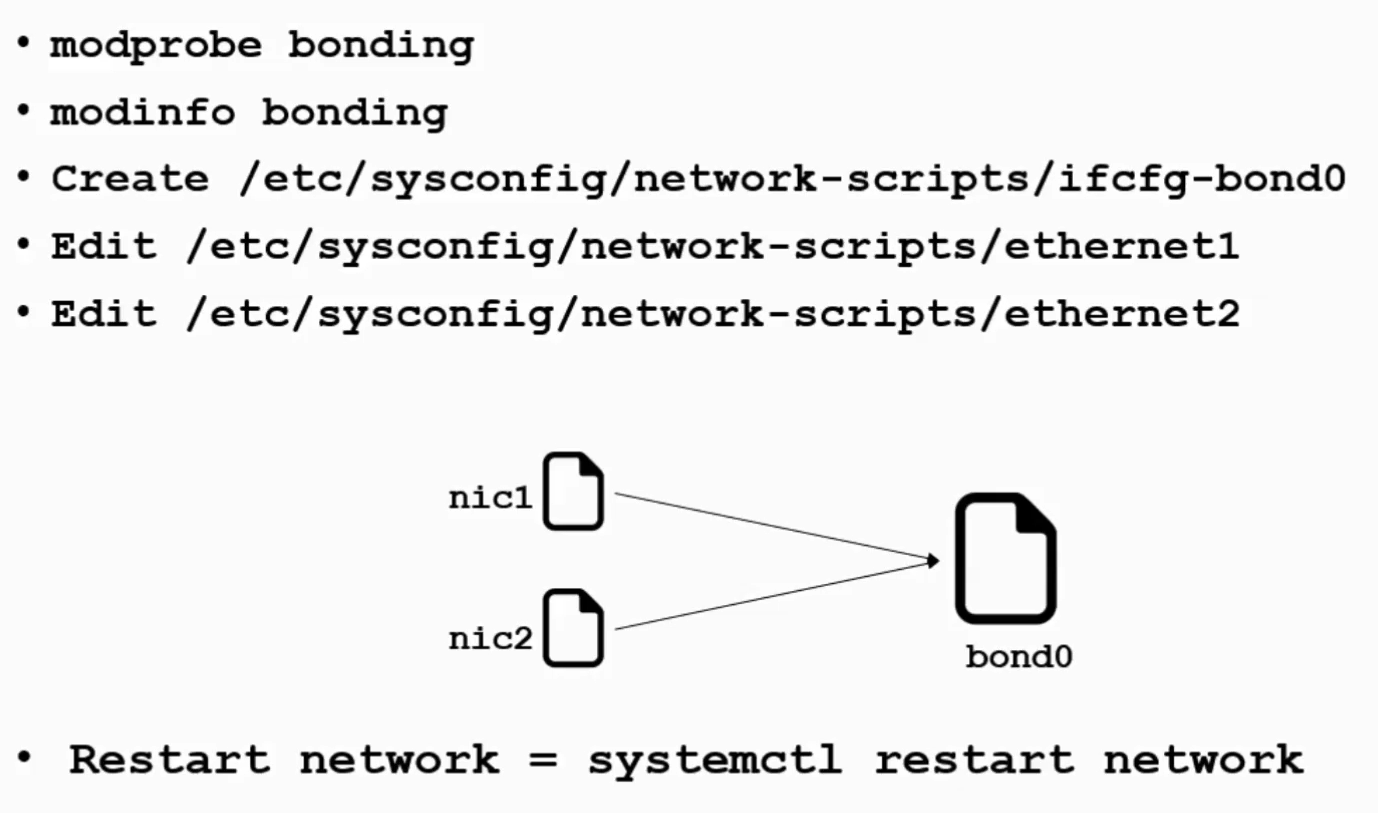 • modprobe bonding
• modinfo bonding
• Create /etc/sysconfig/network-scripts/ifcfg-bond0
• Edit /etc/sysconfig/network-scripts/ethernet1
• Edit /etc/sysconfig/network-scripts/ethernet2
nic1
nic2
bond0
• Restart network = systemctl restart network